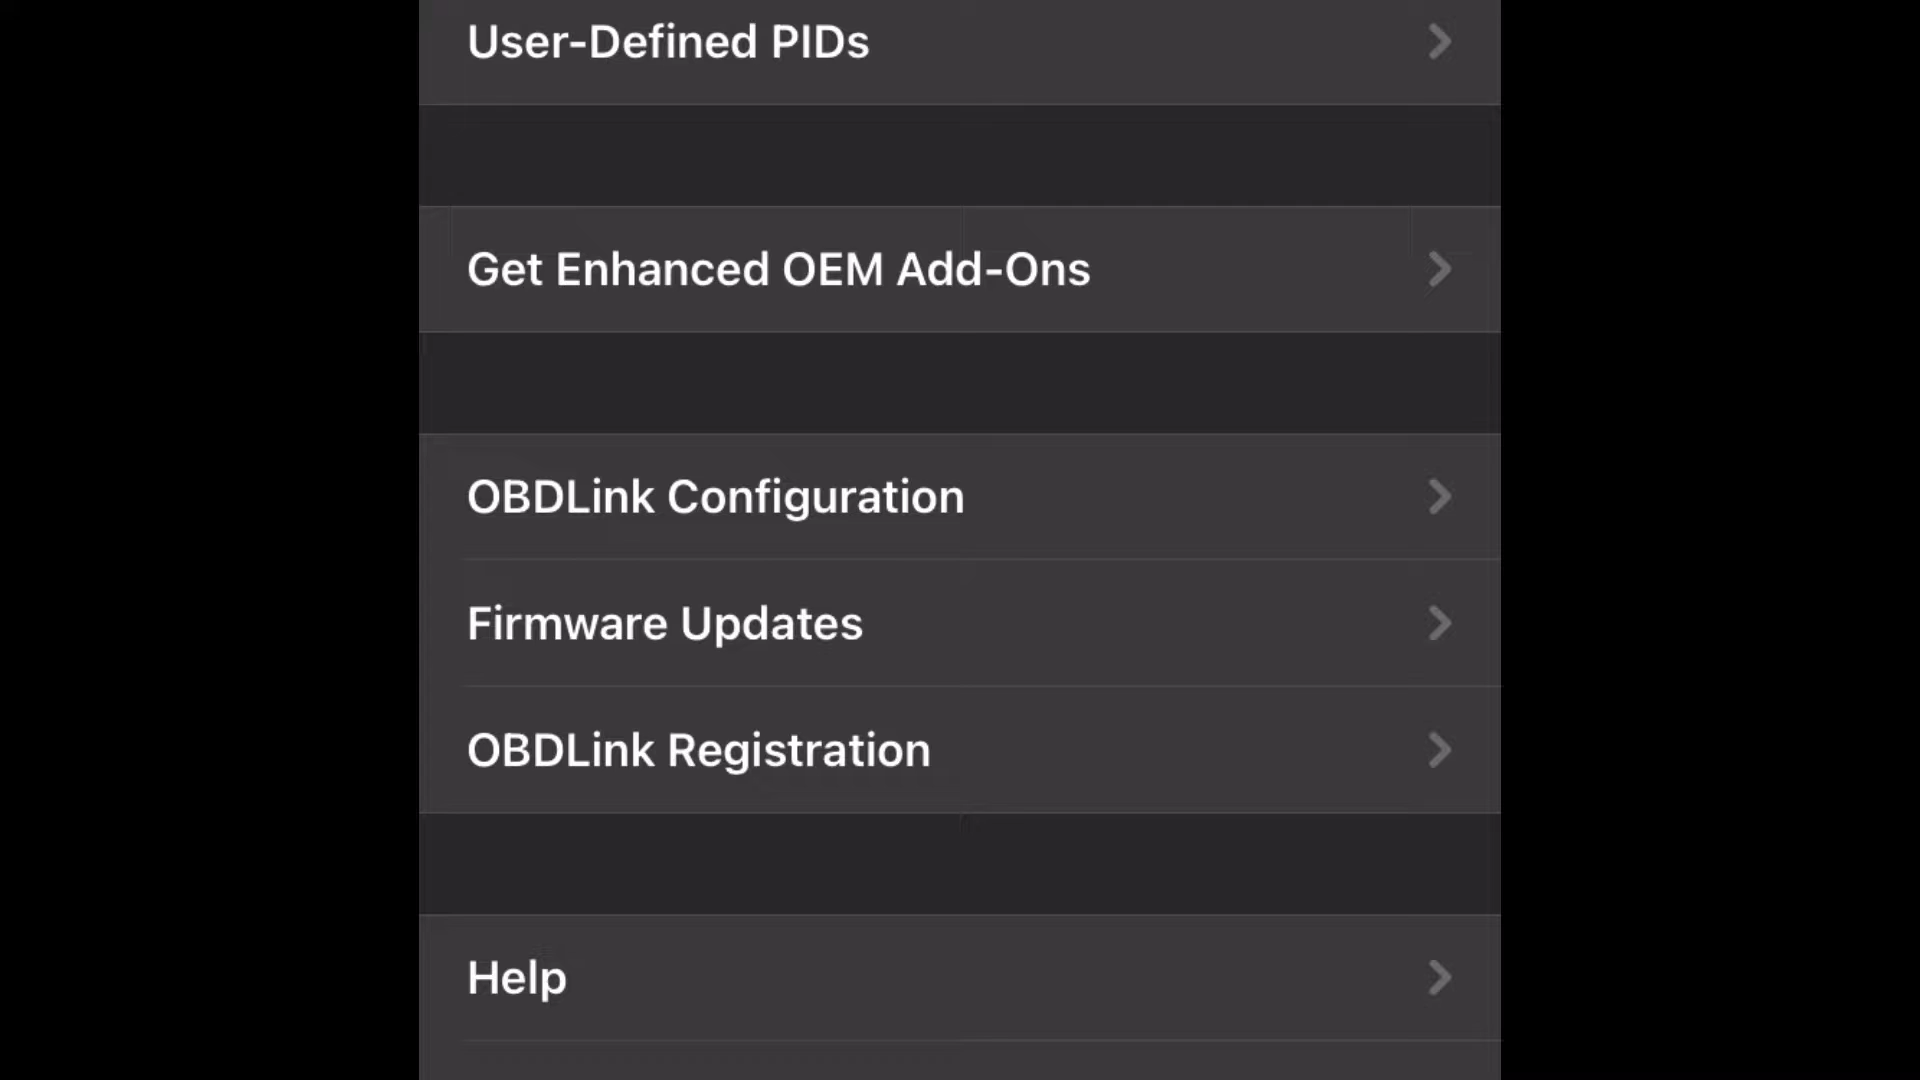 User-Defined PIDs
Get Enhanced OEM Add-Ons
OBDLink Configuration
Firmware Updates
OBDLink Registration
Help